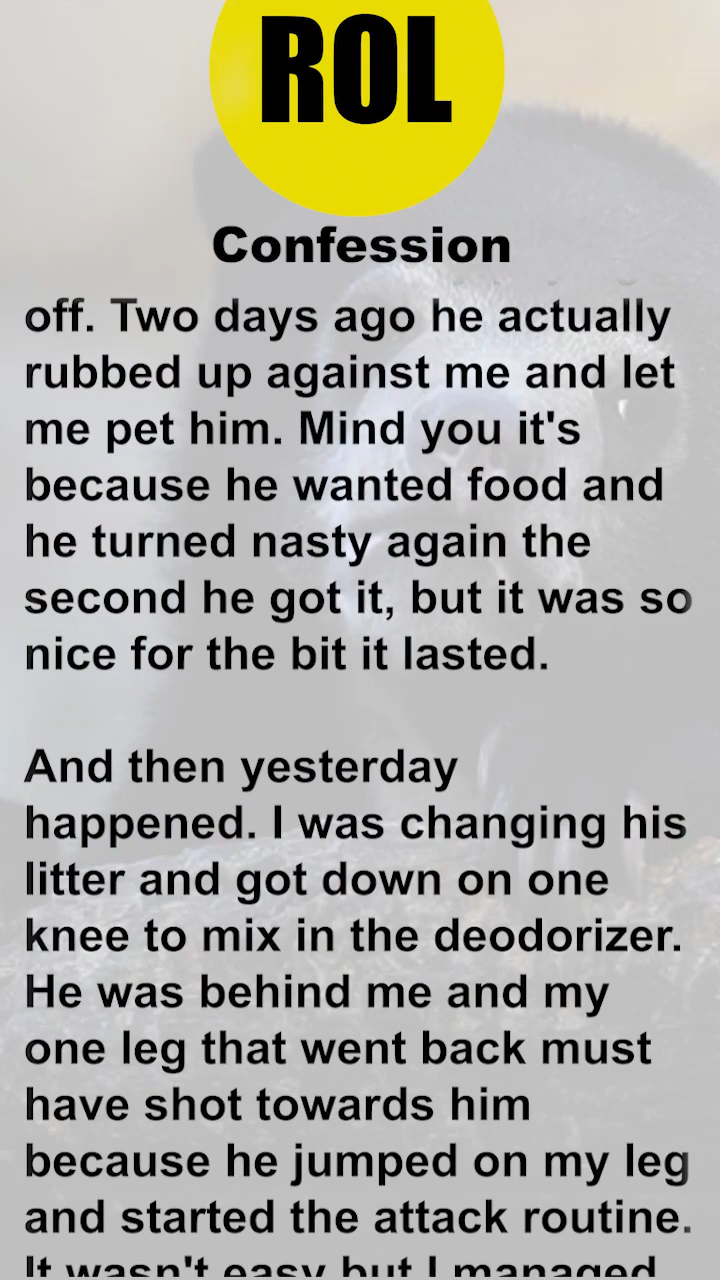 ROL
Confession
off. Two days ago he actually
rubbed up against me and let
me pet him. Mind you it's
because he wanted food and
he turned nasty again the
second he got it, but it was so
nice for the bit it lasted.
And then yesterday
happened. I was changing his
litter and got down on one
knee to mix in the deodorizer.
He was behind me and my
one leg that went back must
have shot towards him
because he jumped on my leg
and started the attack routine.
It wasn't easy but I managed